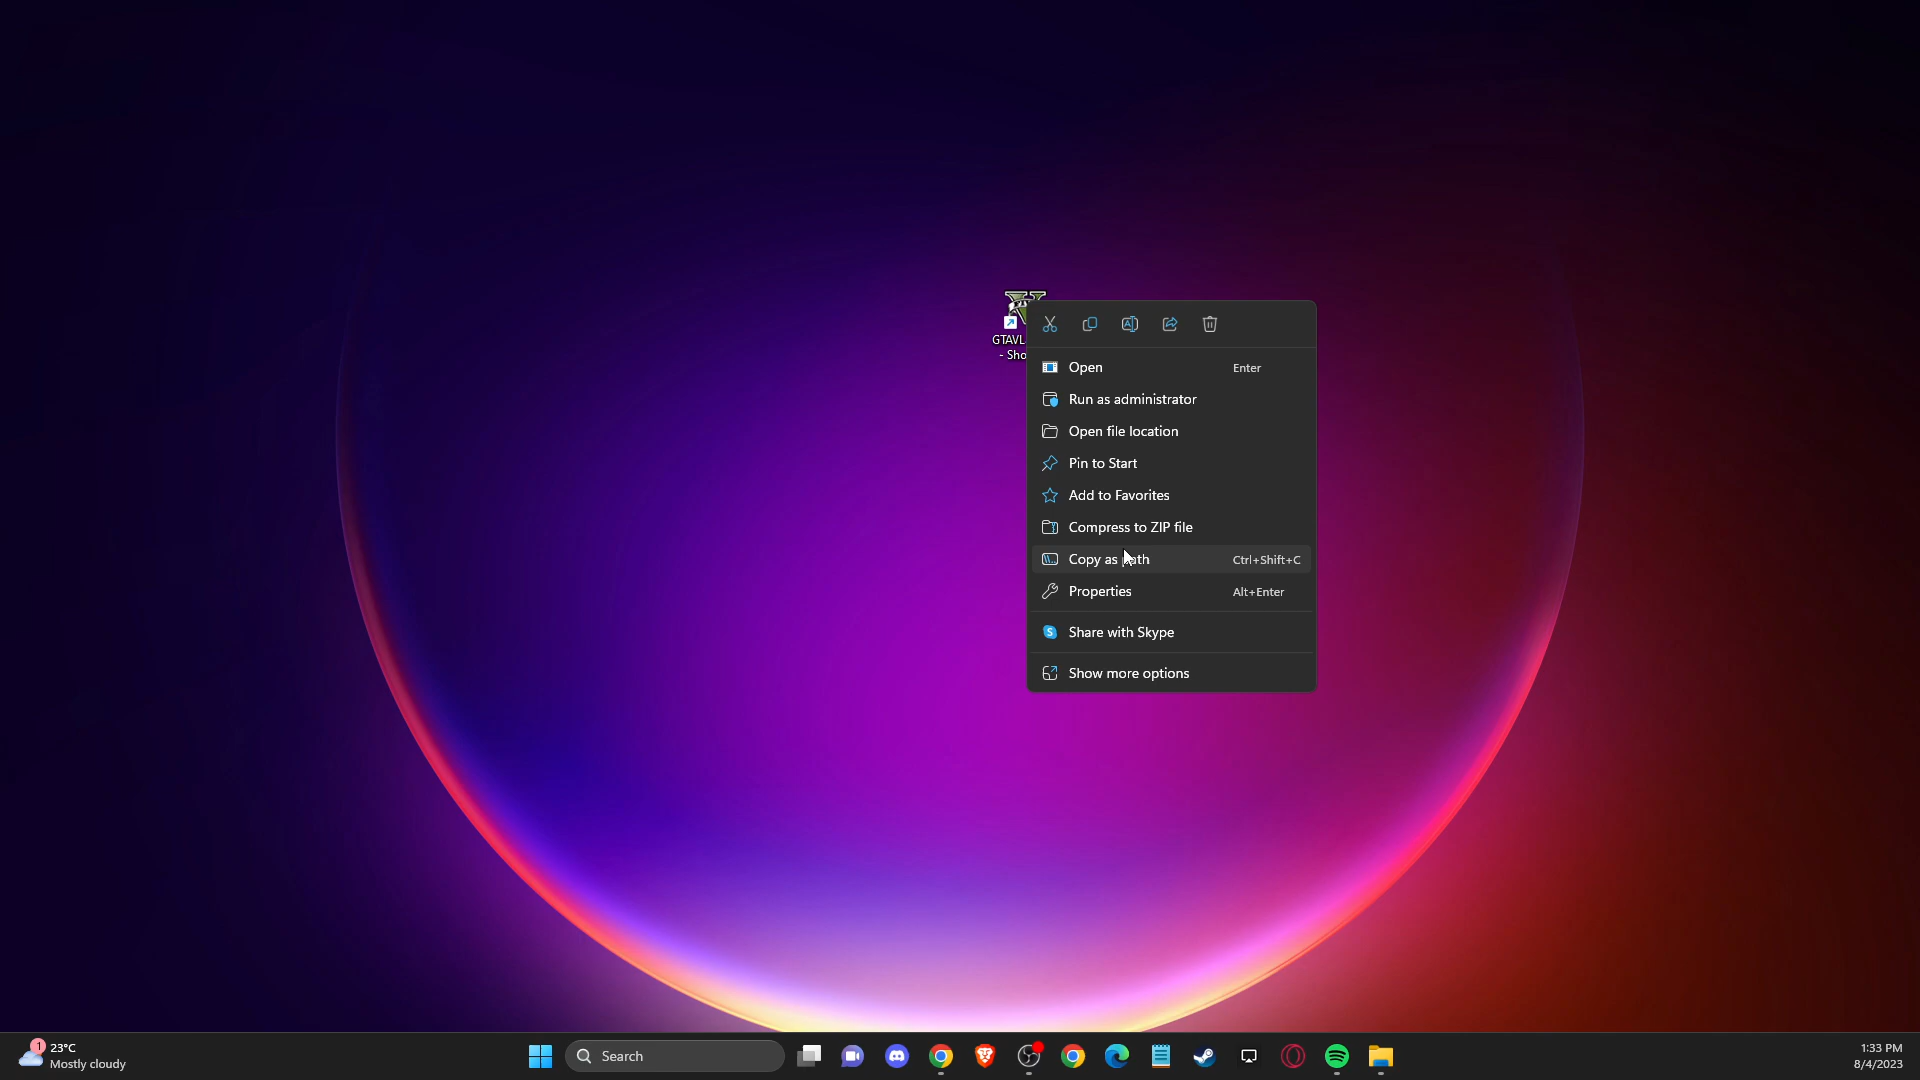 GTAVL
- Sho
Open Enter
Run as administrator
Open file location
Pin to Start
Add to Favorites
Compress to ZIP file
Copy as path Ctrl+Shift+C
Properties Alt+Enter
Share with Skype
Show more options
1 23°C
Mostly cloudy
Search
1:33 PM
8/4/2023